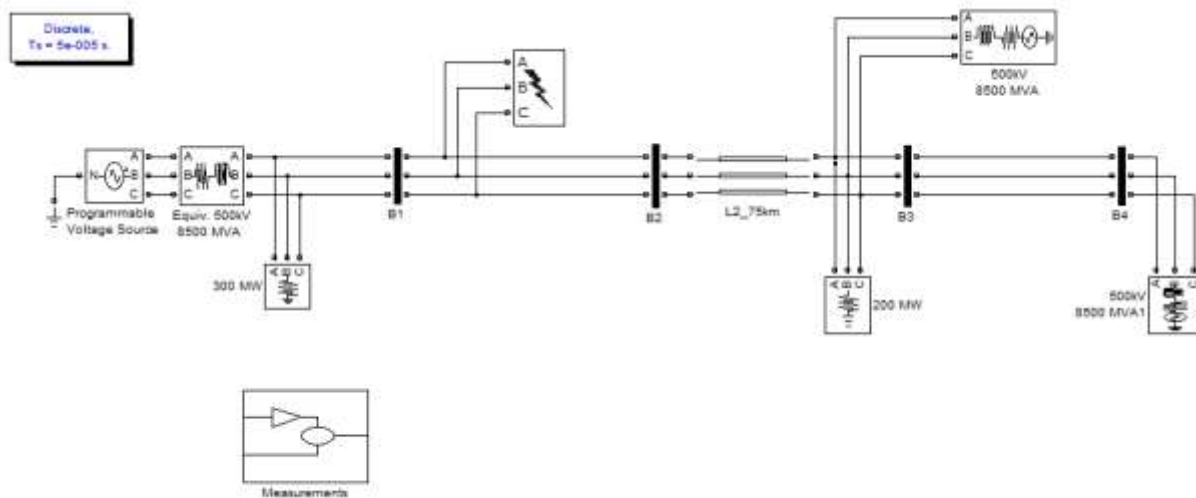 Discrete,
Ts = 5e-005 s.
A
B
C
500kV
8500 MVA
A
B
C
N
A
B
C
A
B
C
A
B
C
Programmable
Voltage Source
Equiv. 500kV
8500 MVA
B1
B2
L2_75km
B3
B4
A B C
300 MW
A B C
200 MW
A B C
500kV
8500 MVA1
Measurements